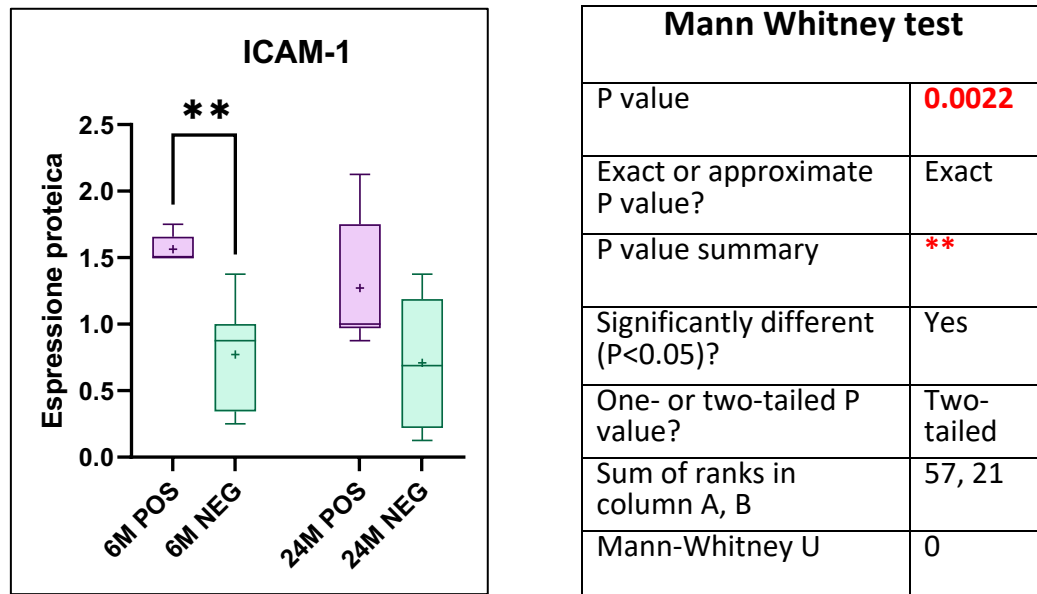 ICAM-1
**
Espressione proteica
2.5
2.0
1.5
1.0
0.5
0.0
6M POS
6M NEG
24M POS
24M NEG
Mann Whitney test
P value
0.0022
Exact or approximate
P value?
Exact
P value summary
**
Significantly different
(P<0.05)?
Yes
One- or two-tailed P
value?
Two-
tailed
Sum of ranks in
column A, B
57, 21
Mann-Whitney U
0